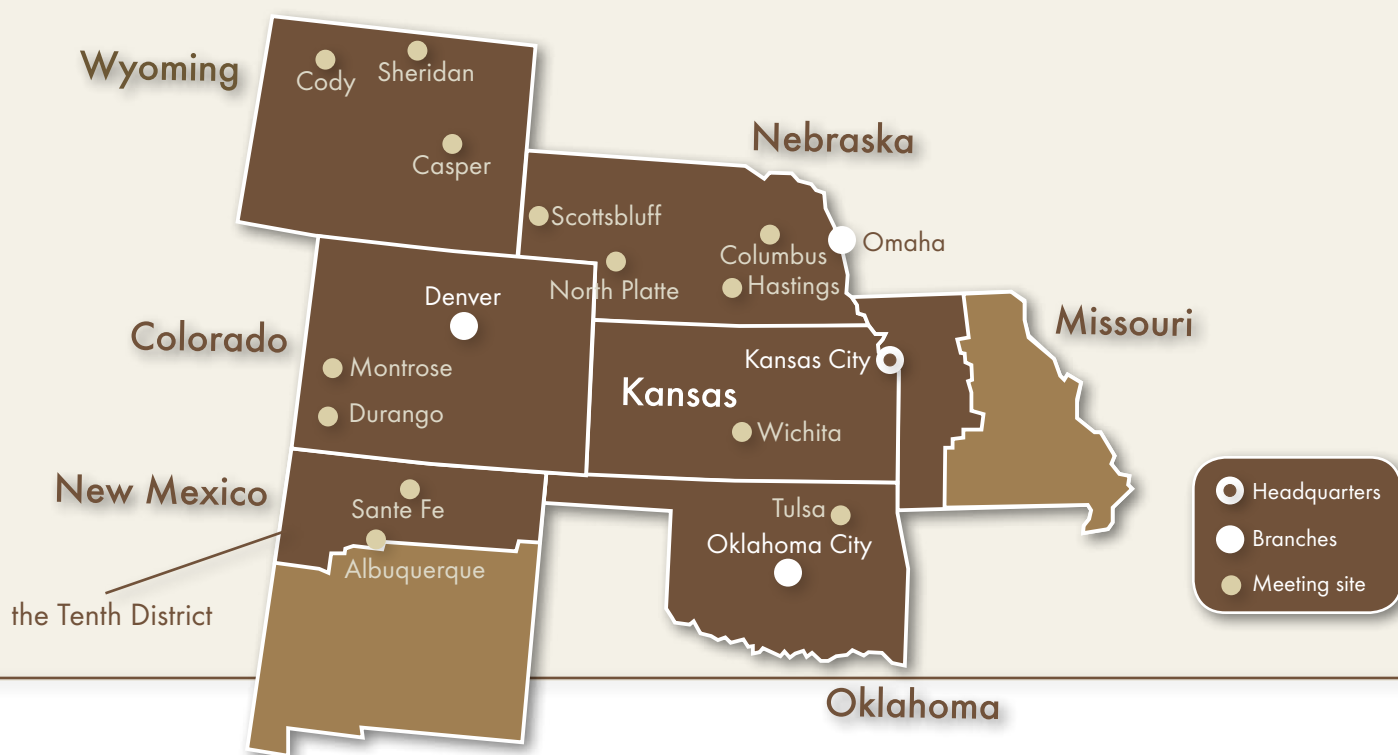 Wyoming
Cody
Sheridan
Casper
Nebraska
Scottsbluff
Columbus
Omaha
North Platte
Hastings
Denver
Colorado
Montrose
Durango
Missouri
Kansas City
Kansas
Wichita
New Mexico
Sante Fe
Albuquerque
the Tenth District
Tulsa
Oklahoma City
Oklahoma
Headquarters
Branches
Meeting site